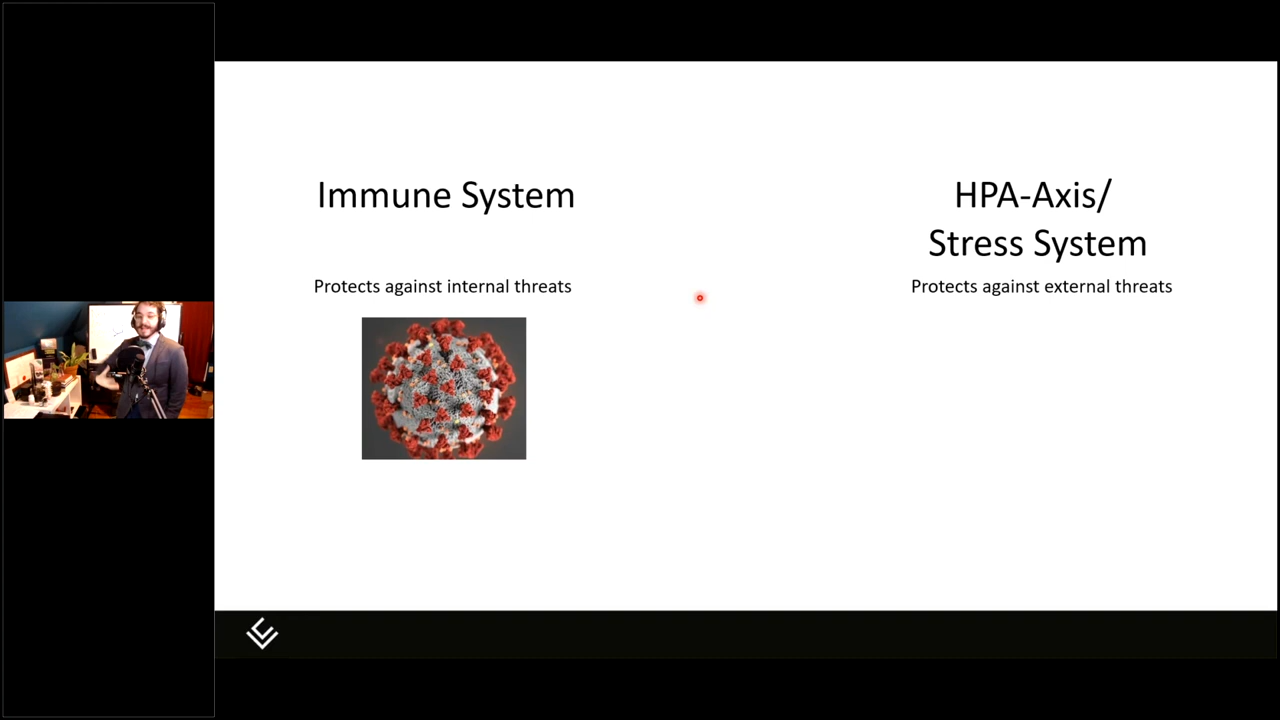 Immune System
Protects against internal threats
HPA-Axis/
Stress System
Protects against external threats